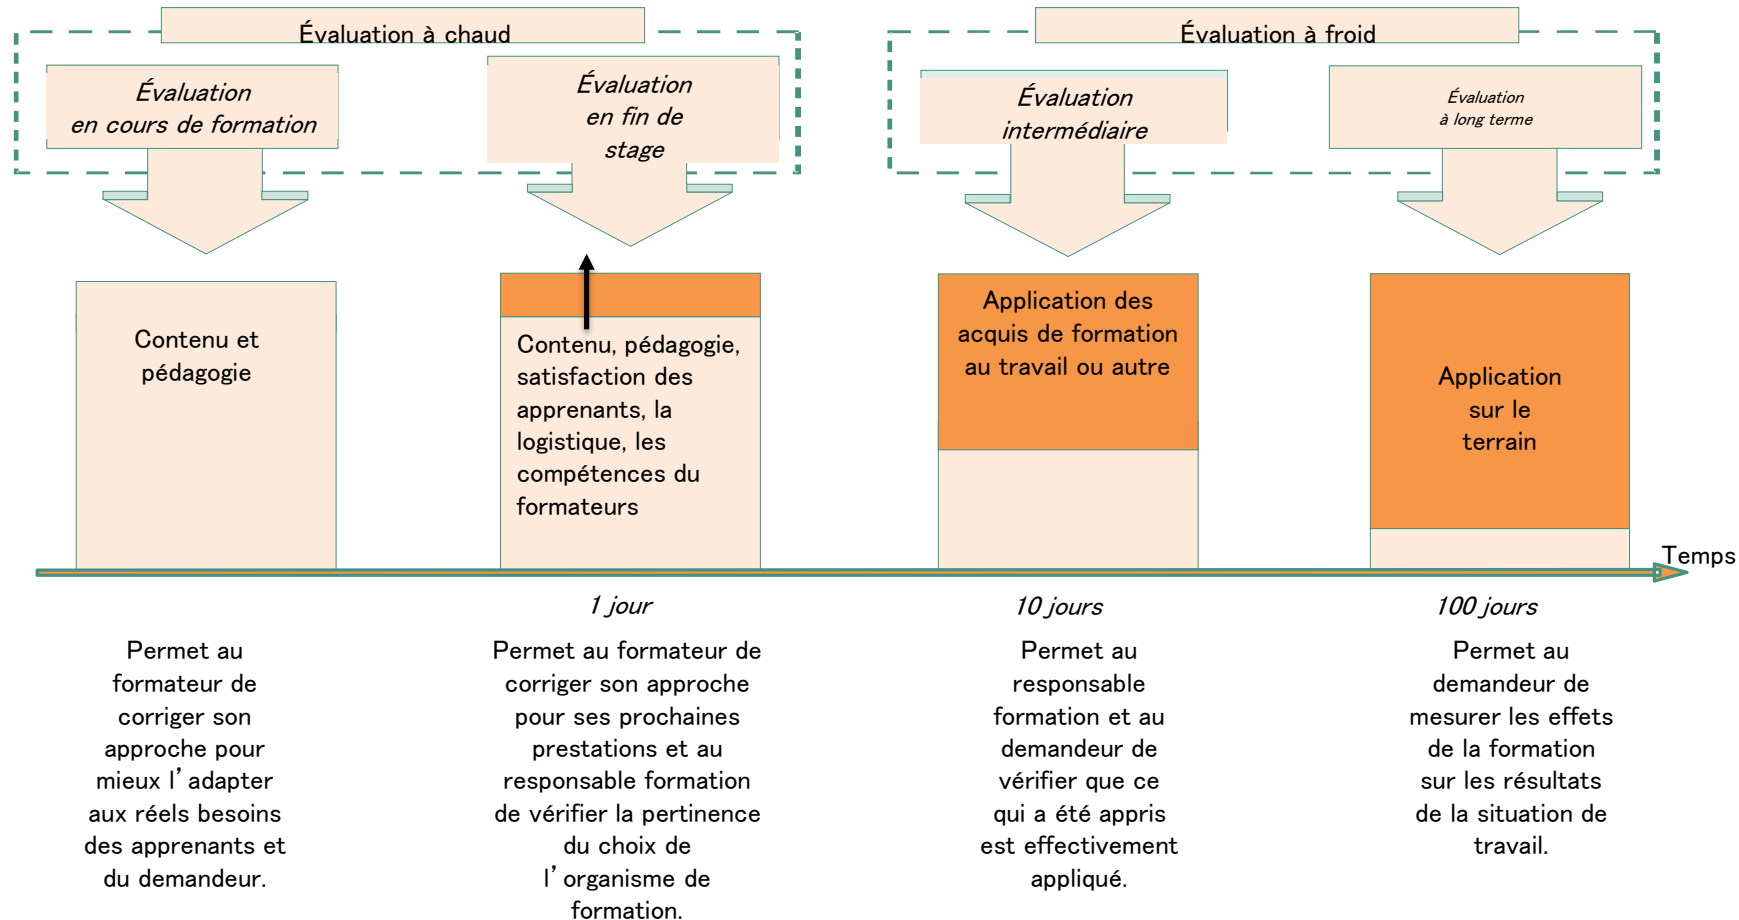 Évaluation à chaud
Évaluation à froid
Évaluation
en cours de formation
Évaluation
en fin de
stage
Évaluation
intermédiaire
Évaluation
à long terme
Contenu et
pédagogie
Contenu, pédagogie,
satisfaction des
apprenants, la
logistique, les
compétences du
formateurs
Application des
acquis de formation
au travail ou autre
Application
sur le
terrain
Temps
1 jour
10 jours
100 jours
Permet au
formateur de
corriger son
approche pour
mieux l’adapter
aux réels besoins
des apprenants et
du demandeur.
Permet au formateur de
corriger son approche
pour ses prochaines
prestations et au
responsable formation
de vérifier la pertinence
du choix de
l’organisme de
formation.
Permet au
responsable
formation et au
demandeur de
vérifier que ce
qui a été appris
est effectivement
appliqué.
Permet au
demandeur de
mesurer les effets
de la formation
sur les résultats
de la situation de
travail.